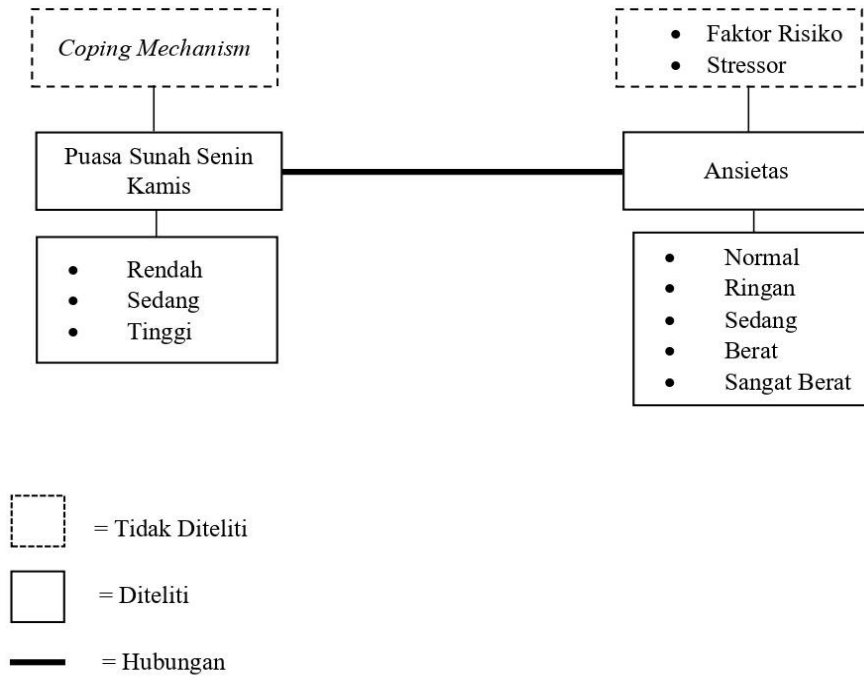 Coping Mechanism
• Faktor Risiko
• Stressor
Puasa Sunah Senin
Kamis
Ansietas
• Rendah
• Sedang
• Tinggi
• Normal
• Ringan
• Sedang
• Berat
• Sangat Berat
= Tidak Diteliti
= Diteliti
= Hubungan